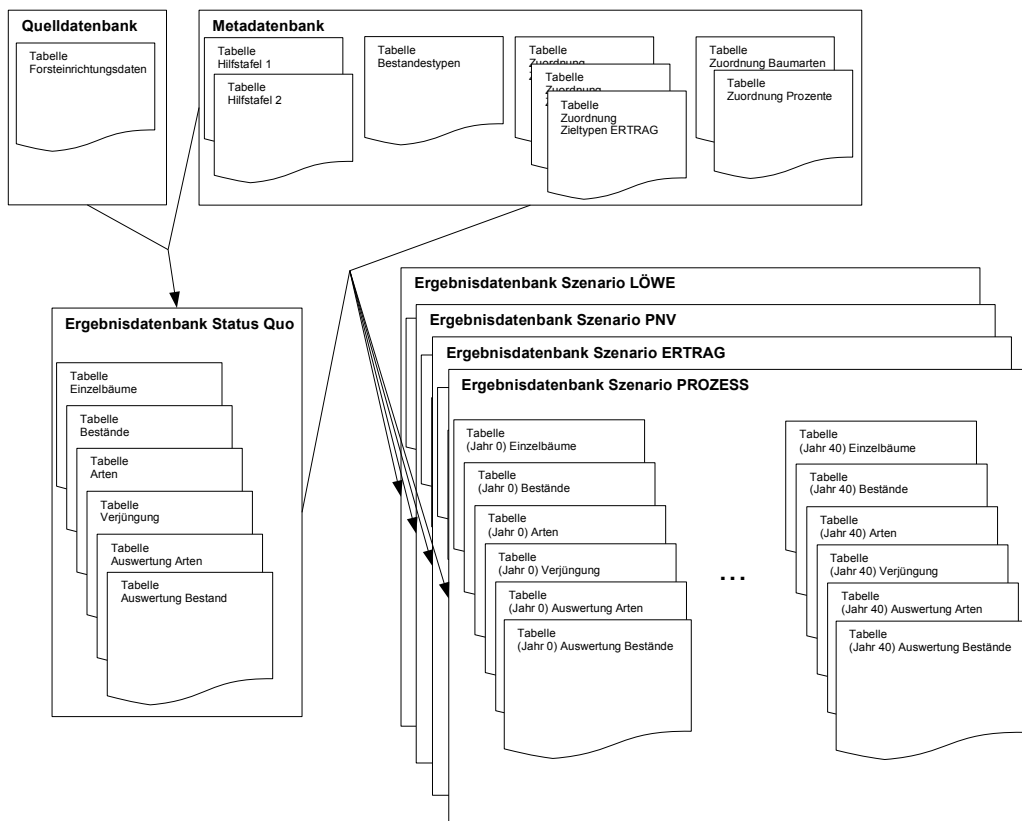 Quelldatenbank
Tabelle
Forsteinrichtungsdaten
Metadatenbank
Tabelle
Hilfstafel 1
Tabelle
Hilfstafel 2
Tabelle
Bestandestypen
Tabelle
Zuordnung
Tabelle
Zuordnung
Tabelle
Zuordnung
Zieltypen ERTRAG
Tabelle
Zuordnung Baumarten
Tabelle
Zuordnung Prozente
Ergebnisdatenbank Status Quo
Tabelle
Einzelbäume
Tabelle
Bestände
Tabelle
Arten
Tabelle
Verjüngung
Tabelle
Auswertung Arten
Tabelle
Auswertung Bestand
Ergebnisdatenbank Szenario LÖWE
Ergebnisdatenbank Szenario PNV
Ergebnisdatenbank Szenario ERTRAG
Ergebnisdatenbank Szenario PROZESS
Tabelle
(Jahr 0) Einzelbäume
Tabelle
(Jahr 0) Bestände
Tabelle
(Jahr 0) Arten
Tabelle
(Jahr 0) Verjüngung
Tabelle
(Jahr 0) Auswertung Arten
Tabelle
(Jahr 0) Auswertung Bestände
...
Tabelle
(Jahr 40) Einzelbäume
Tabelle
(Jahr 40) Bestände
Tabelle
(Jahr 40) Arten
Tabelle
(Jahr 40) Verjüngung
Tabelle
(Jahr 40) Auswertung Arten
Tabelle
(Jahr 40) Auswertung Bestände